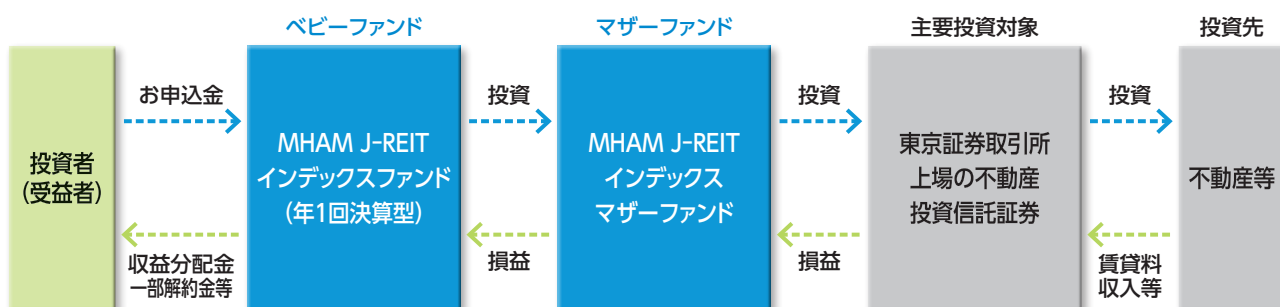 ベビーファンド
マザーファンド
主要投資対象
投資先
投資者
(受益者)
お申込金
収益分配金
一部解約金等
MHAM J-REIT
インデックスファンド
(年1回決算型)
投資
損益
MHAM J-REIT
インデックス
マザーファンド
投資
損益
東京証券取引所
上場の不動産
投資信託証券
投資
賃貸料
収入等
不動産等